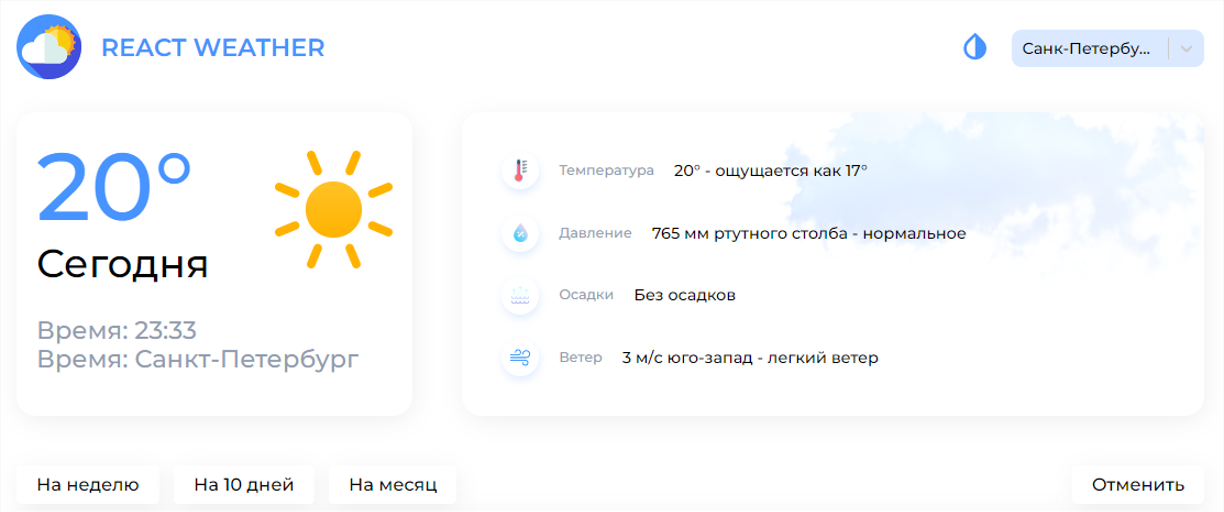 REACT WEATHER
Санк-Петербу...
20°
Сегодня
Время: 23:33
Время: Санкт-Петербург
Температура 20° - ощущается как 17°
Давление 765 мм ртутного столба - нормальное
Осадки Без осадков
Ветер 3 м/с юго-запад - легкий ветер
На неделю На 10 дней На месяц Отменить